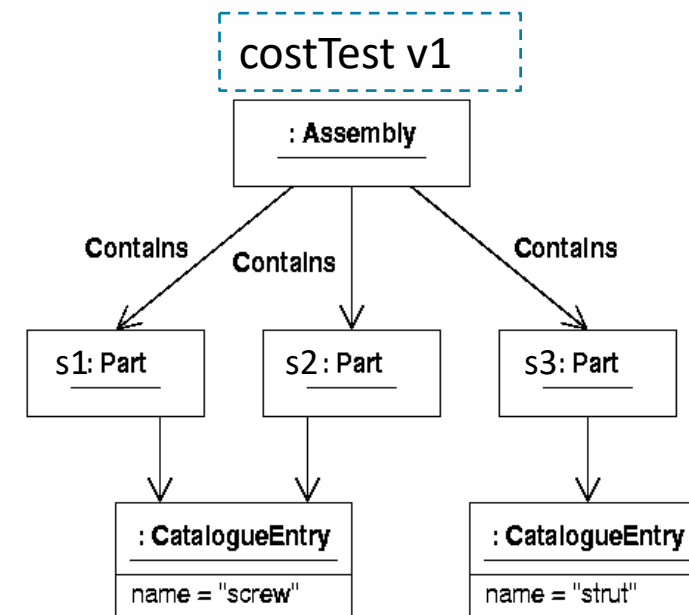 costTest v1
: Assembly
Contains
Contains
Contains
s1: Part
s2: Part
s3: Part
: CatalogueEntry
: CatalogueEntry
name = "screw"
name = "strut"